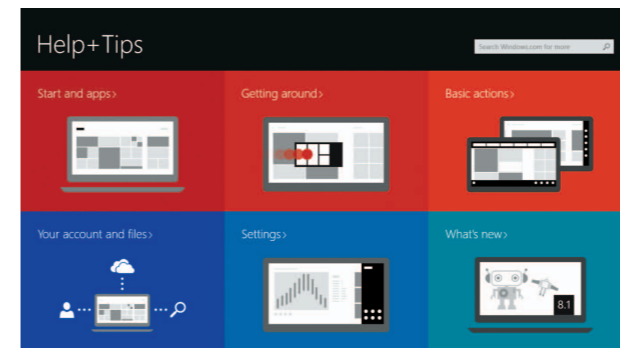 Help+Tips
Search Windows.com for more
Start and apps>
Getting around>
Basic actions>
Your account and files>
Settings>
What's new>
8.1